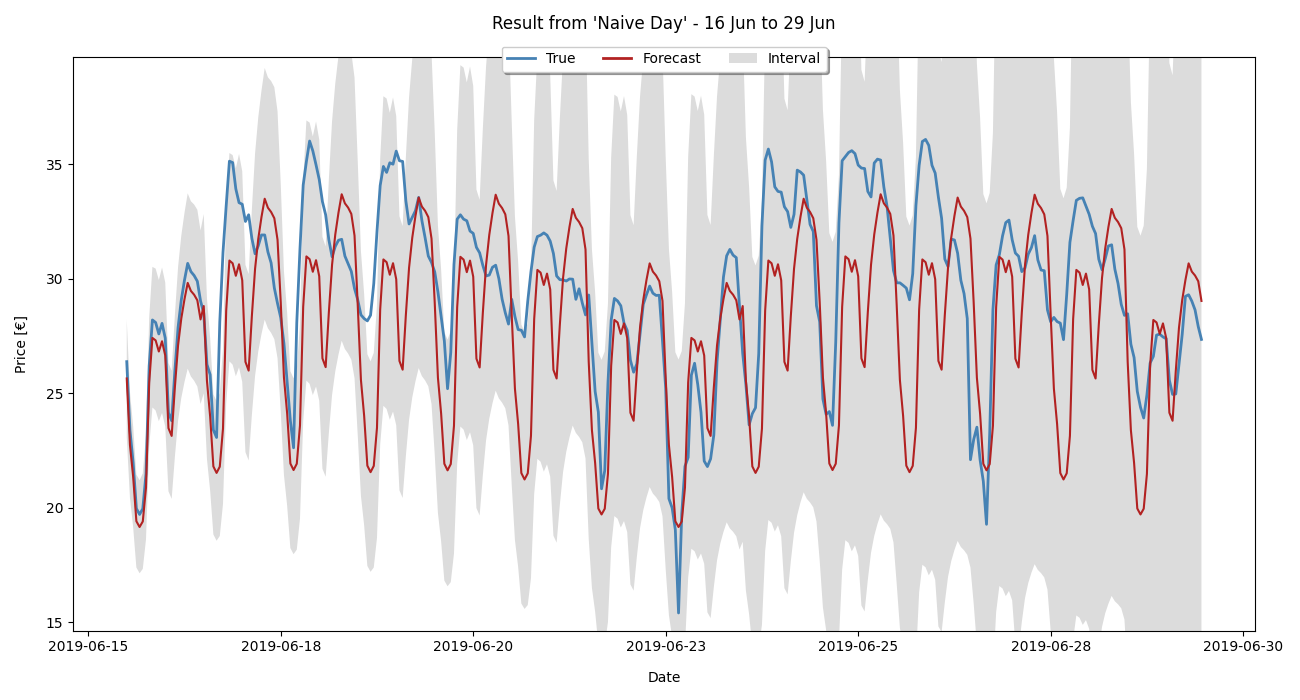 Result from 'Naive Day' - 16 Jun to 29 Jun
True Forecast Interval
Price [€]
35
30
25
20
15
2019-06-15 2019-06-18 2019-06-20 2019-06-23 2019-06-25 2019-06-28 2019-06-30
Date